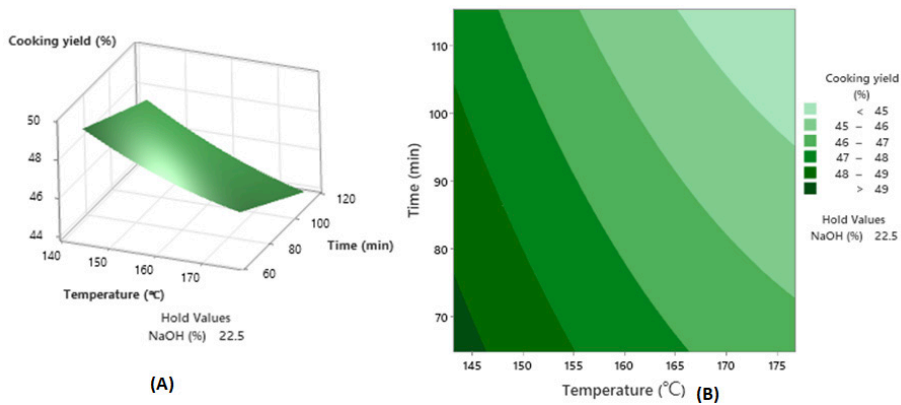 Cooking yield (%)
50
48
46
44
140
150
160
170
60
80
100
120
Time (min)
Temperature (℃)
Hold Values
NaOH (%) 22.5
(A)
110
100
90
80
70
Time (min)
145 150 155 160 165 170 175
Temperature (℃)
(B)
Cooking yield
(%)
< 45
45 – 46
46 – 47
47 – 48
48 – 49
> 49
Hold Values
NaOH (%) 22.5